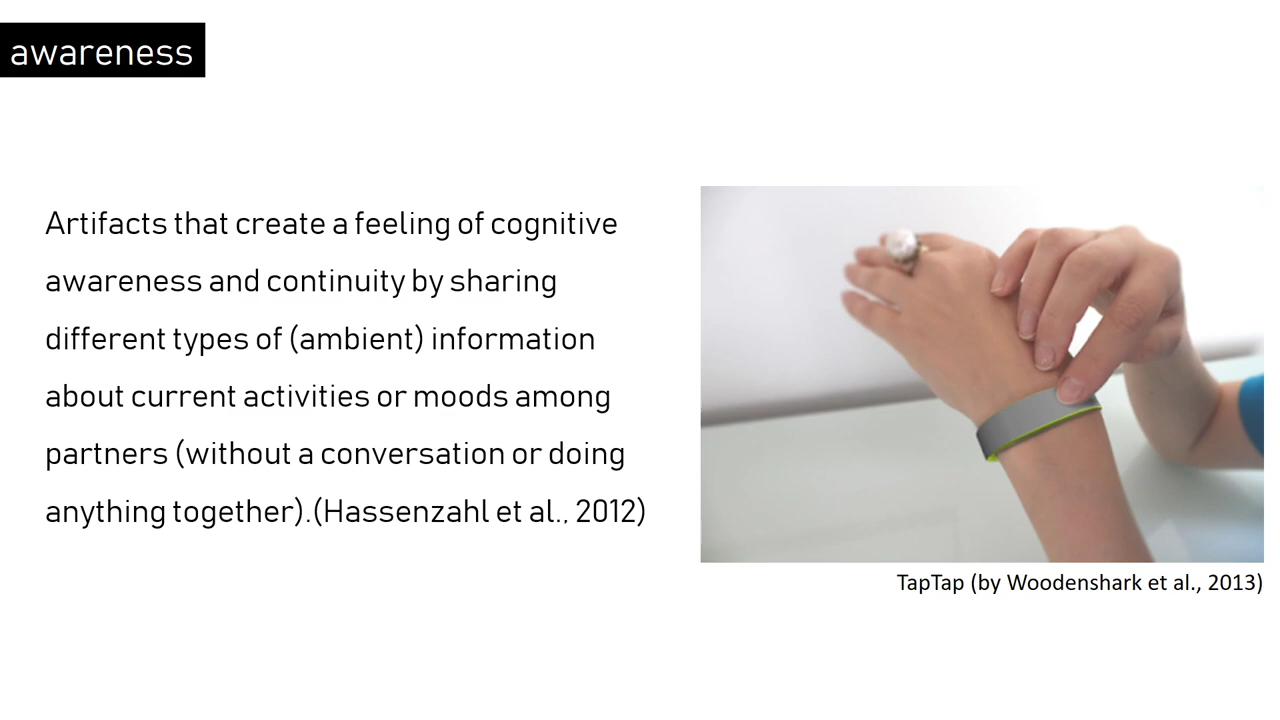 awareness
Artifacts that create a feeling of cognitive
awareness and continuity by sharing
different types of (ambient) information
about current activities or moods among
partners (without a conversation or doing
anything together).(Hassenzahl et al., 2012)
TapTap (by Woodenshark et al., 2013)